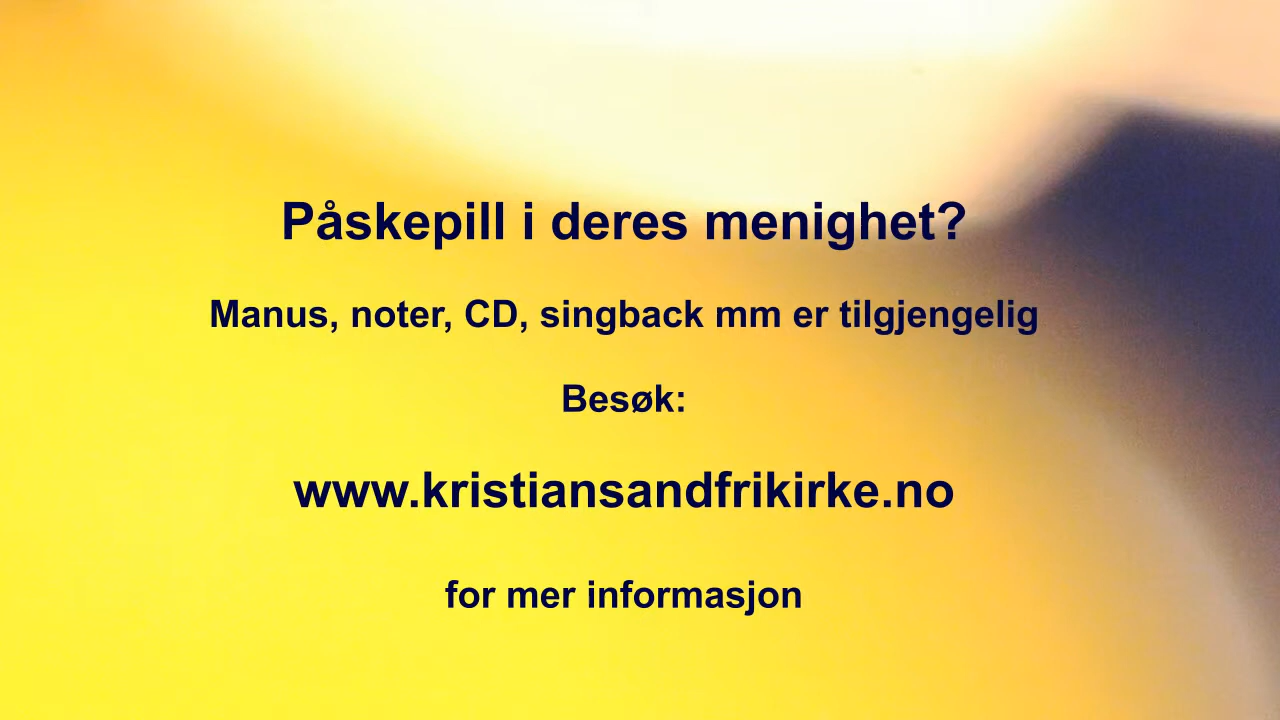 Påskepill i deres menighet?
Manus, noter, CD, singback mm er tilgjengelig
Besøk:
www.kristiansandfrikirke.no
for mer informasjon